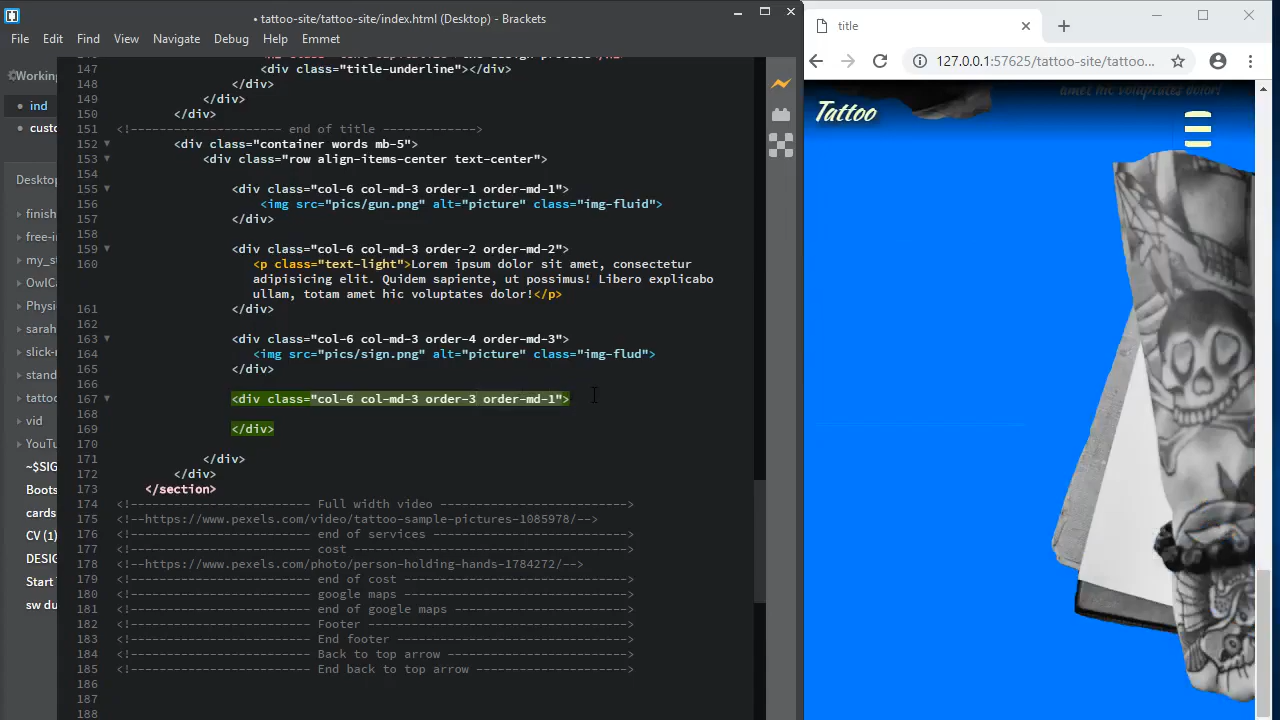 • tattoo-site/tattoo-site/index.html (Desktop) - Brackets
File Edit Find View Navigate Debug Help Emmet
Working
ind
custo
Desktop
finish
free-in
my_st
OwlCa
Physi
sarah
slick-r
stand
tattoo
vid
YouTu
~$SIG
Boots
cards
CV (1)
DESIG
Start
sw du
147 <div class="title-underline"></div>
148 </div>
149 </div>
150 </div>
151 <!--------------------- end of title ------------->
152 <div class="container words mb-5">
153 <div class="row align-items-center text-center">
154
155 <div class="col-6 col-md-3 order-1 order-md-1">
156 <img src="pics/gun.png" alt="picture" class="img-fluid">
157 </div>
158
159 <div class="col-6 col-md-3 order-2 order-md-2">
160 <p class="text-light">Lorem ipsum dolor sit amet, consectetur
adipisicing elit. Quidem sapiente, ut possimus! Libero explicabo
ullam, totam amet hic voluptates dolor!</p>
161 </div>
162
163 <div class="col-6 col-md-3 order-4 order-md-3">
164 <img src="pics/sign.png" alt="picture" class="img-flud">
165 </div>
166
167 <div class="col-6 col-md-3 order-3 order-md-1">
168
169 </div>
170
171 </div>
172 </div>
173 </section>
174 <!------------------------- Full width video --------------------------->
175 <!--https://www.pexels.com/video/tattoo-sample-pictures-1085978/-->
176 <!------------------------- end of services ---------------------------->
177 <!------------------------- cost --------------------------------------->
178 <!--https://www.pexels.com/photo/person-holding-hands-1784272/-->
179 <!------------------------- end of cost -------------------------------->
180 <!------------------------- google maps -------------------------------->
181 <!------------------------- end of google maps ------------------------->
182 <!------------------------- Footer ------------------------------------->
183 <!------------------------- End footer --------------------------------->
184 <!------------------------- Back to top arrow -------------------------->
185 <!------------------------- End back to top arrow ---------------------->
186
187
188
title
127.0.0.1:57625/tattoo-site/tattoo...
amet hic voluptates dolor!
Tattoo